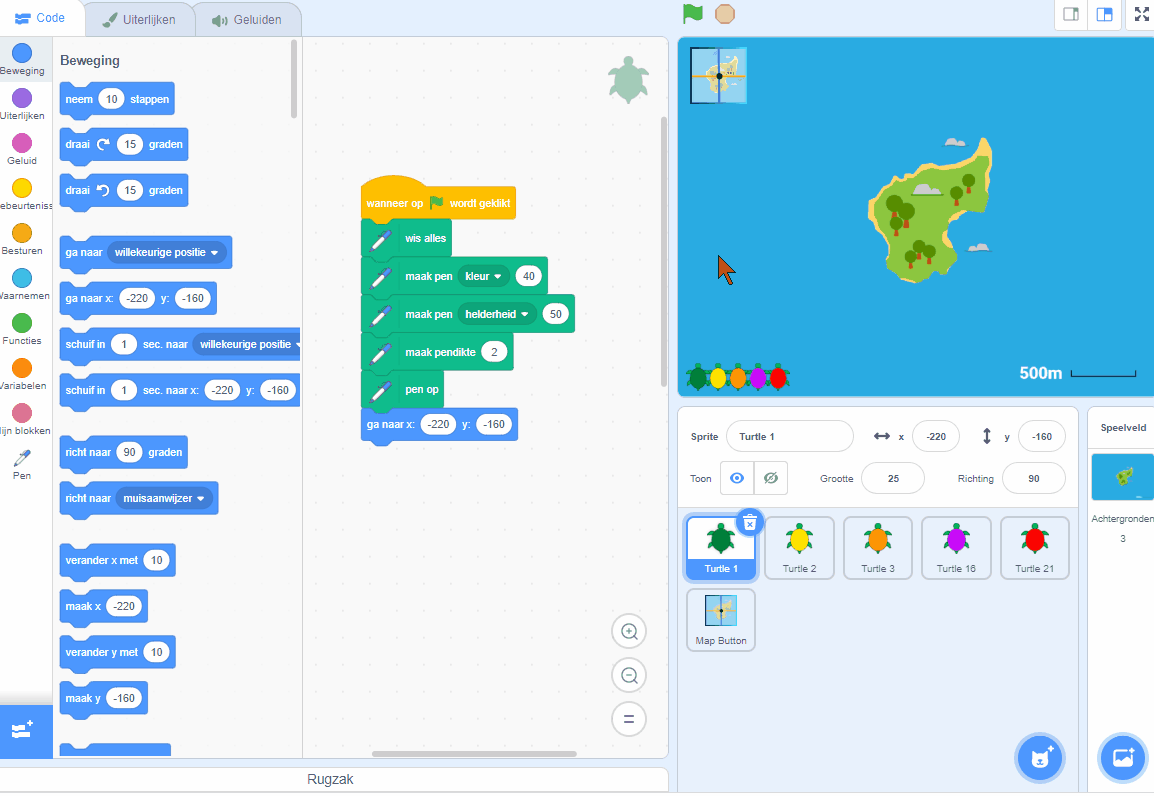 Code
Uiterlijken
Geluiden
Beweging
Uiterlijken
Geluid
ebeurteniss
Besturen
Vaarnemen
Functies
Variabelen
lijn blokken
Pen
Beweging
neem 10 stappen
draai 15 graden
draai 15 graden
ga naar willekeurige positie
ga naar x: -220 y: -160
schuif in 1 sec. naar willekeurige positie
schuif in 1 sec. naar x: -220 y: -160
richt naar 90 graden
richt naar muisaanwijzer
verander x met 10
maak x -220
verander y met 10
maak y -160
wanneer op wordt geklikt
wis alles
maak pen kleur 40
maak pen helderheid 50
maak pendikte 2
pen op
ga naar x: -220 y: -160
Rugzak
500m
Sprite Turtle 1 x -220 y -160
Toon Grootte 25 Richting 90
Turtle 1
Turtle 2
Turtle 3
Turtle 16
Turtle 21
Map Button
Speelveld
Achtergronden
3